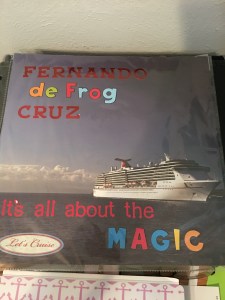 FERNANDO
de Frog
CRUZ
it's all about the
MAGIC
Let's Cruise